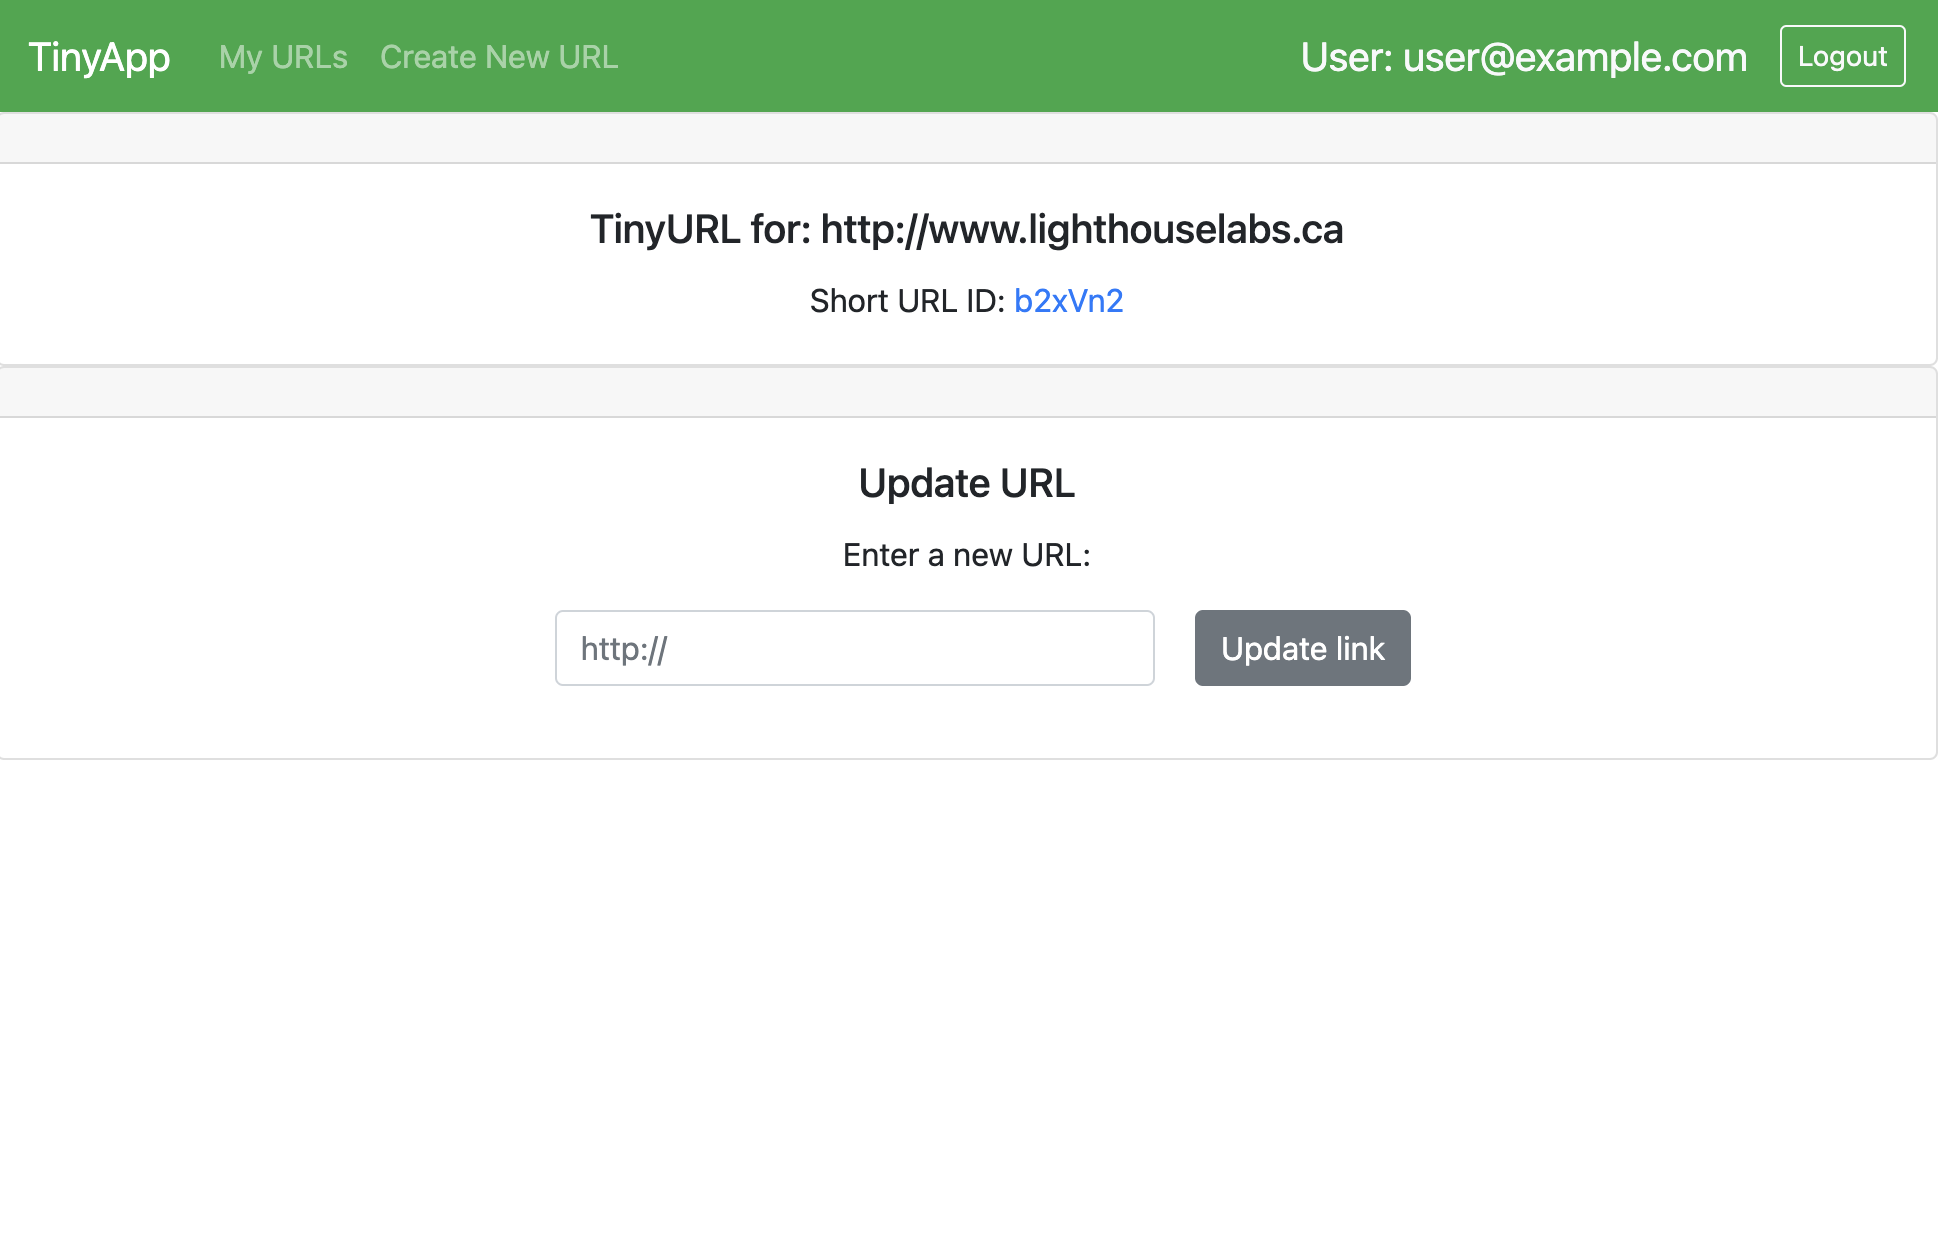 TinyApp My URLs Create New URL User: user@example.com Logout
TinyURL for: http://www.lighthouselabs.ca
Short URL ID: b2xVn2
Update URL
Enter a new URL:
http:// Update link